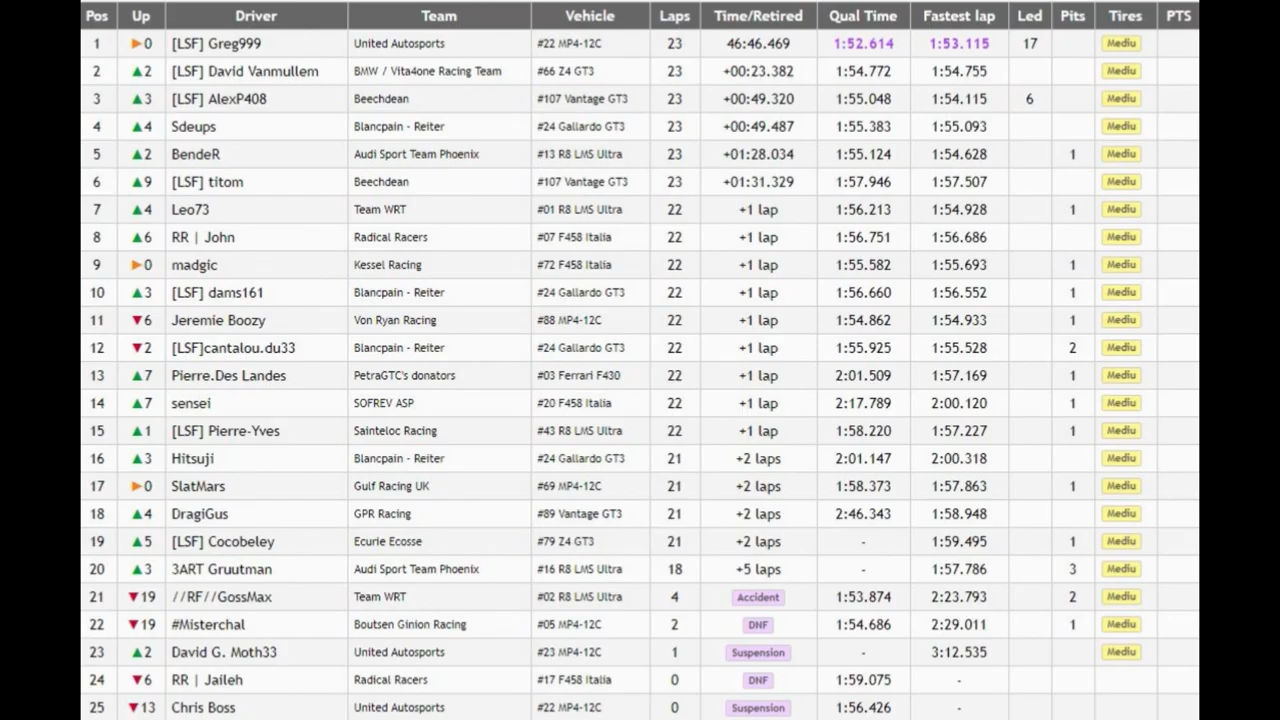 Pos Up Driver Team Vehicle Laps Time/Retired Qual Time Fastest lap Led Pits Tires PTS
1 ▶0 [LSF] Greg999 United Autosports #22 MP4-12C 23 46:46.469 1:52.614 1:53.115 17 Mediu
2 ▲2 [LSF] David Vanmullem BMW / Vita4one Racing Team #66 Z4 GT3 23 +00:23.382 1:54.772 1:54.755 Mediu
3 ▲3 [LSF] AlexP408 Beechdean #107 Vantage GT3 23 +00:49.320 1:55.048 1:54.115 6 Mediu
4 ▲4 Sdeups Blancpain - Reiter #24 Gallardo GT3 23 +00:49.487 1:55.383 1:55.093 Mediu
5 ▲2 BendeR Audi Sport Team Phoenix #13 R8 LMS Ultra 23 +01:28.034 1:55.124 1:54.628 1 Mediu
6 ▲9 [LSF] titom Beechdean #107 Vantage GT3 23 +01:31.329 1:57.946 1:57.507 Mediu
7 ▲4 Leo73 Team WRT #01 R8 LMS Ultra 22 +1 lap 1:56.213 1:54.928 1 Mediu
8 ▲6 RR | John Radical Racers #07 F458 Italia 22 +1 lap 1:56.751 1:56.686 Mediu
9 ▶0 madgic Kessel Racing #72 F458 Italia 22 +1 lap 1:55.582 1:55.693 1 Mediu
10 ▲3 [LSF] dams161 Blancpain - Reiter #24 Gallardo GT3 22 +1 lap 1:56.660 1:56.552 1 Mediu
11 ▼6 Jeremie Boozy Von Ryan Racing #88 MP4-12C 22 +1 lap 1:54.862 1:54.933 1 Mediu
12 ▼2 [LSF]cantalou.du33 Blancpain - Reiter #24 Gallardo GT3 22 +1 lap 1:55.925 1:55.528 2 Mediu
13 ▲7 Pierre.Des Landes PetraGTC's donators #03 Ferrari F430 22 +1 lap 2:01.509 1:57.169 1 Mediu
14 ▲7 sensei SOFREV ASP #20 F458 Italia 22 +1 lap 2:17.789 2:00.120 1 Mediu
15 ▲1 [LSF] Pierre-Yves Sainteloc Racing #43 R8 LMS Ultra 22 +1 lap 1:58.220 1:57.227 1 Mediu
16 ▲3 Hitsuji Blancpain - Reiter #24 Gallardo GT3 21 +2 laps 2:01.147 2:00.318 Mediu
17 ▶0 SlatMars Gulf Racing UK #69 MP4-12C 21 +2 laps 1:58.373 1:57.863 1 Mediu
18 ▲4 DragiGus GPR Racing #89 Vantage GT3 21 +2 laps 2:46.343 1:58.948 Mediu
19 ▲5 [LSF] Cocobeley Ecurie Ecosse #79 Z4 GT3 21 +2 laps - 1:59.495 1 Mediu
20 ▲3 3ART Gruutman Audi Sport Team Phoenix #16 R8 LMS Ultra 18 +5 laps - 1:57.786 3 Mediu
21 ▼19 //RF//GossMax Team WRT #02 R8 LMS Ultra 4 Accident 1:53.874 2:23.793 2 Mediu
22 ▼19 #Misterchal Boutsen Ginion Racing #05 MP4-12C 2 DNF 1:54.686 2:29.011 1 Mediu
23 ▲2 David G. Moth33 United Autosports #23 MP4-12C 1 Suspension - 3:12.535 Mediu
24 ▼6 RR | Jaileh Radical Racers #17 F458 Italia 0 DNF 1:59.075 -
25 ▼13 Chris Boss United Autosports #22 MP4-12C 0 Suspension 1:56.426 -